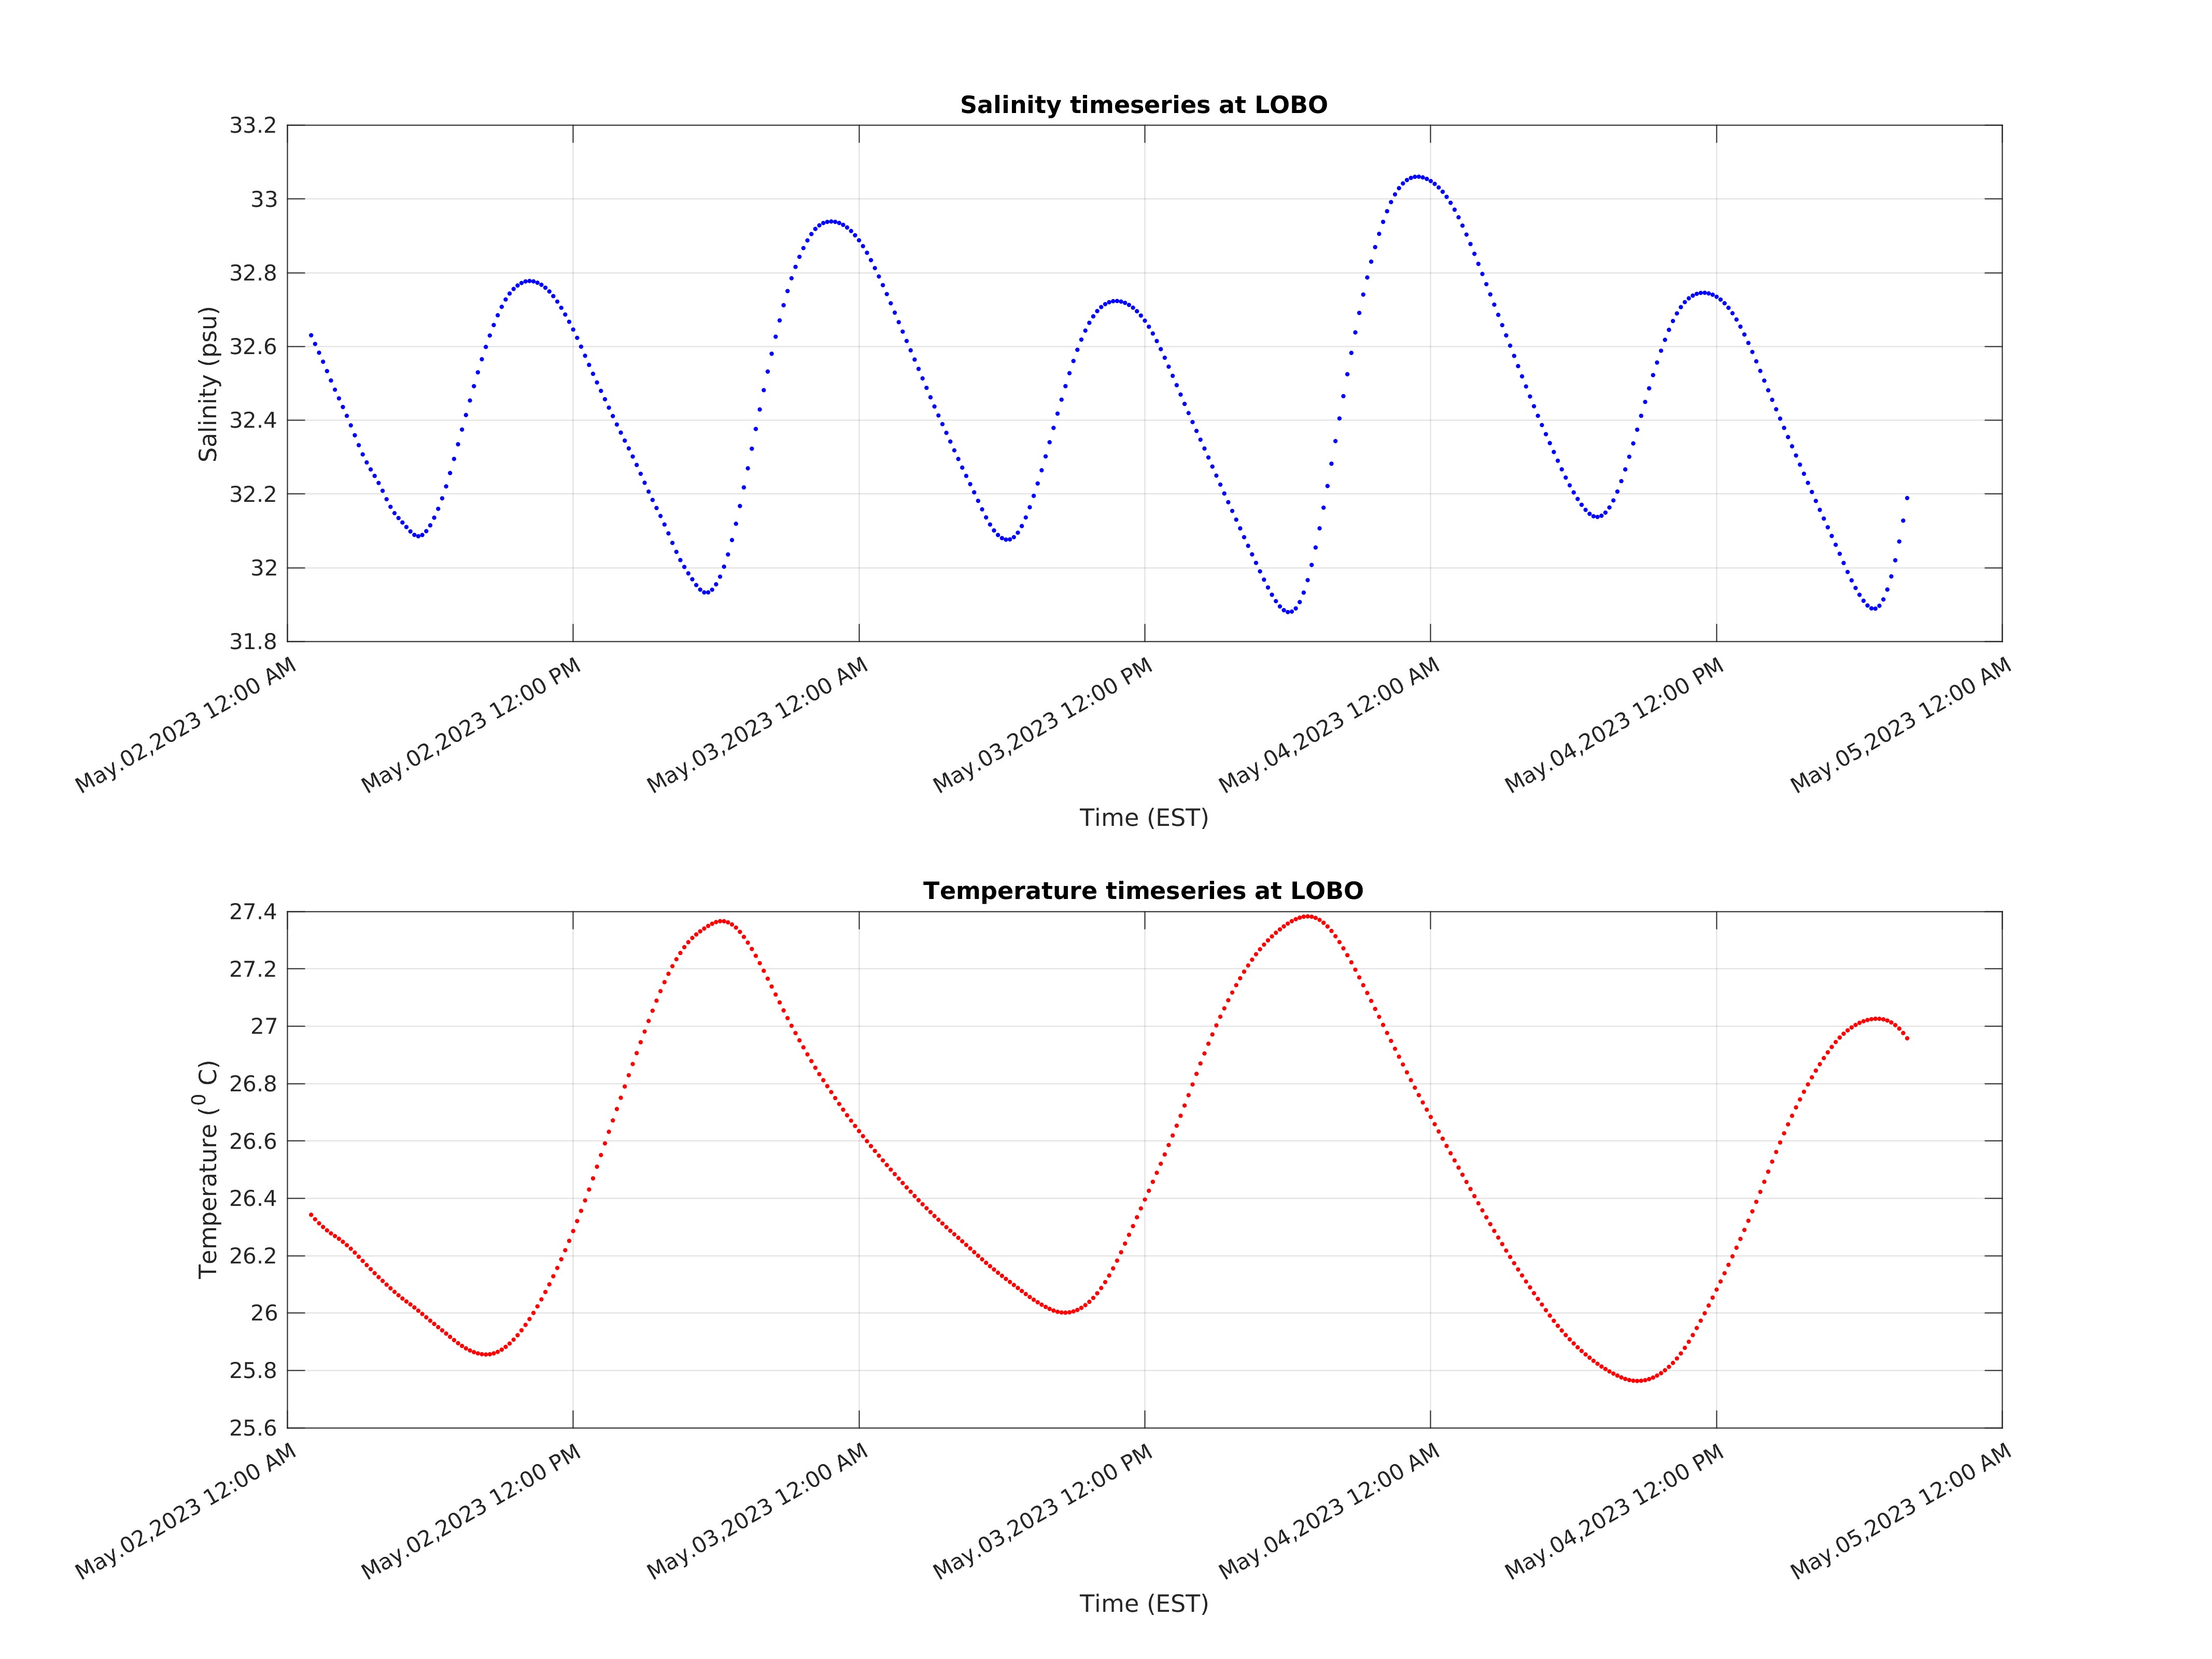 Salinity timeseries at LOBO
33.2
33
32.8
32.6
32.4
32.2
32
31.8
Salinity (psu)
May.02,2023 12:00 AM
May.02,2023 12:00 PM
May.03,2023 12:00 AM
May.03,2023 12:00 PM
May.04,2023 12:00 AM
May.04,2023 12:00 PM
May.05,2023 12:00 AM
Time (EST)
Temperature timeseries at LOBO
27.4
27.2
27
26.8
26.6
26.4
26.2
26
25.8
25.6
Temperature (⁰ C)
May.02,2023 12:00 AM
May.02,2023 12:00 PM
May.03,2023 12:00 AM
May.03,2023 12:00 PM
May.04,2023 12:00 AM
May.04,2023 12:00 PM
May.05,2023 12:00 AM
Time (EST)